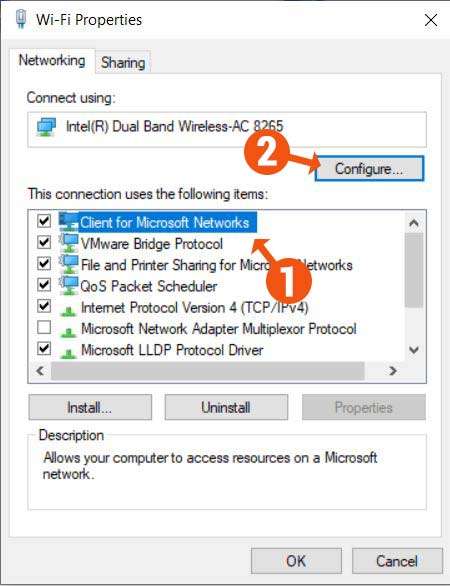 Wi-Fi Properties
Networking
Sharing
Connect using:
Intel(R) Dual Band Wireless-AC 8265
2
Configure...
This connection uses the following items:
Client for Microsoft Networks
VMware Bridge Protocol
File and Printer Sharing for Microsoft Networks
1
QoS Packet Scheduler
Internet Protocol Version 4 (TCP/IPv4)
Microsoft Network Adapter Multiplexor Protocol
Microsoft LLDP Protocol Driver
Install...
Uninstall
Properties
Description
Allows your computer to access resources on a Microsoft
network.
OK
Cancel